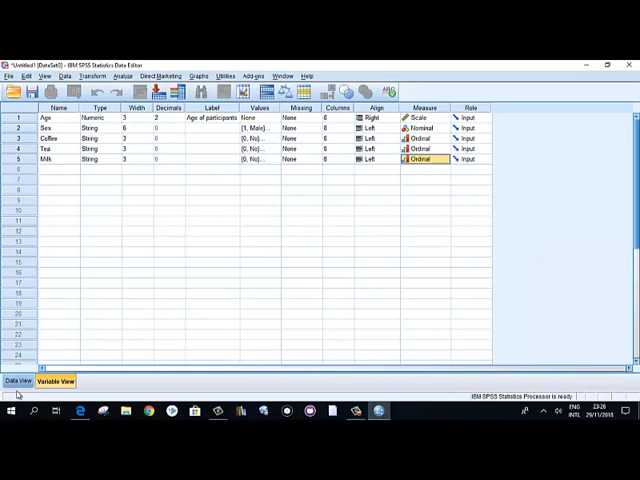 *Untitled1 [DataSet0] - IBM SPSS Statistics Data Editor
File Edit View Data Transform Analyze Direct Marketing Graphs Utilities Add-ons Window Help
Name Type Width Decimals Label Values Missing Columns Align Measure Role
1 Age Numeric 3 2 Age of participants None None 8 Right Scale Input
2 Sex String 6 0 {1, Male}... None 8 Left Nominal Input
3 Coffee String 3 0 {0, No}... None 8 Left Ordinal Input
4 Tea String 3 0 {0, No}... None 8 Left Ordinal Input
5 Milk String 3 0 {0, No}... None 8 Left Ordinal Input
6
7
8
9
10
11
12
13
14
15
16
17
18
19
20
21
22
23
24
Data View Variable View
IBM SPSS Statistics Processor is ready
ENG 23:26
INTL 29/11/2018